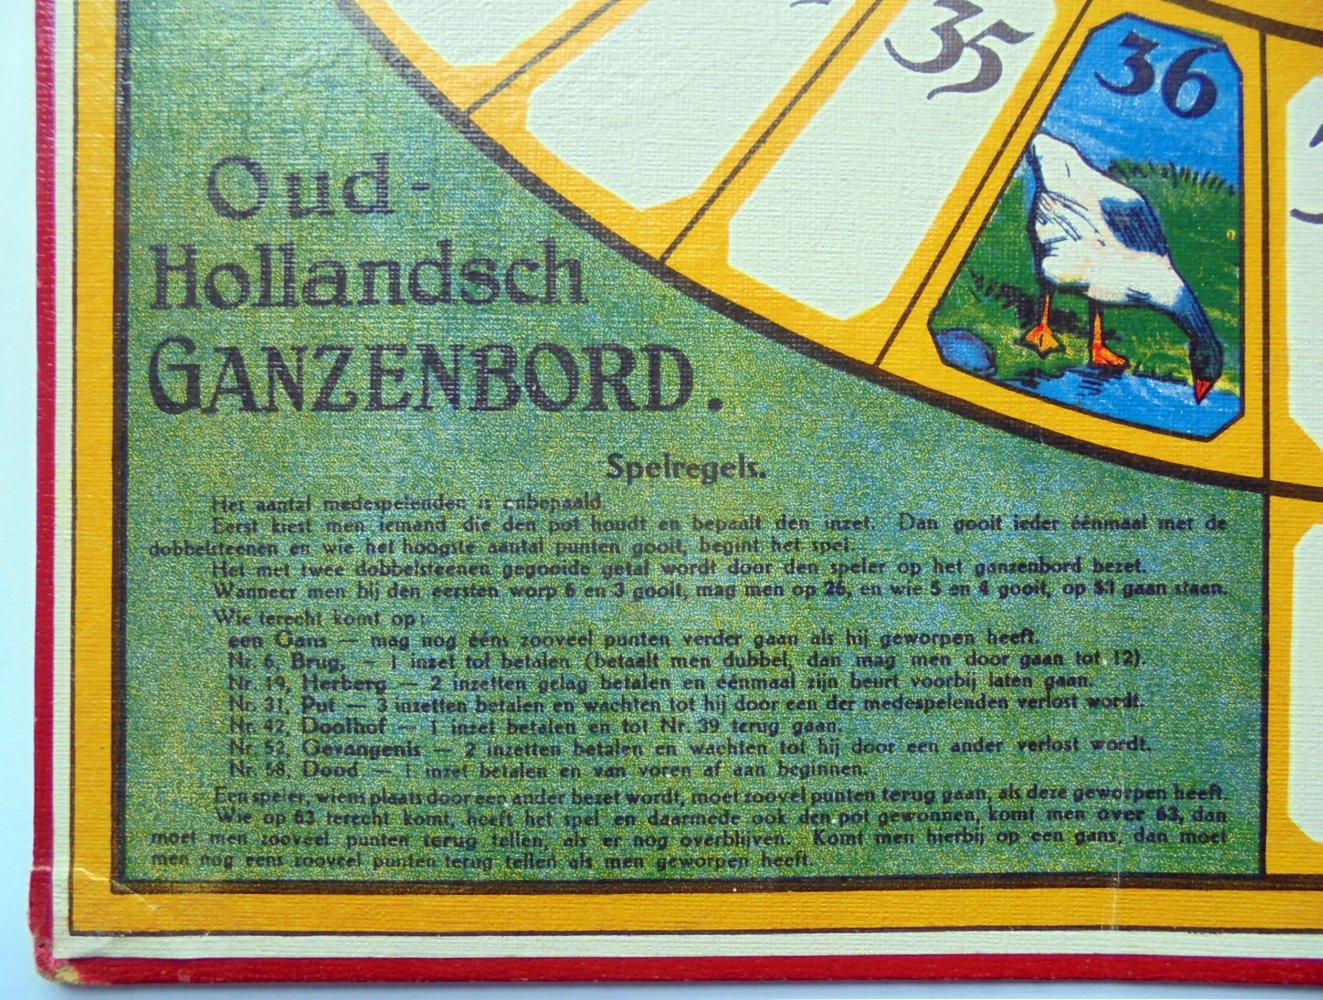 35
36
Oud-
Hollandsch
GANZENBORD.
Spelregels.
Het aantal medespelenden is onbepaald.
Eerst kiest men iemand die den pot houdt en bepaalt den inzet. Dan gooit ieder éénmaal met de
dobbelsteenen en wie het hoogste aantal punten gooit, begint het spel.
Het met twee dobbelsteenen gegooide getal wordt door den speler op het ganzenbord bezet.
Wanneer men bij den eersten worp 6 en 3 gooit, mag men op 26, en wie 5 en 4 gooit, op 53 gaan staan.
Wie terecht komt op:
een Gans — mag nog ééns zooveel punten verder gaan als hij geworpen heeft.
Nr. 6, Brug, — 1 inzet tol betalen (betaalt men dubbel, dan mag men door gaan tot 12).
Nr. 19, Herberg — 2 inzetten gelag betalen en éénmaal zijn beurt voorbij laten gaan.
Nr. 31, Put — 3 inzetten betalen en wachten tot hij door een der medespelenden verlost wordt.
Nr. 42, Doolhof — 1 inzet betalen en tot Nr. 39 terug gaan.
Nr. 52, Gevangenis — 2 inzetten betalen en wachten tot hij door een ander verlost wordt.
Nr. 58, Dood — 1 inzet betalen en van voren af aan beginnen.
Een speler, wiens plaats door een ander bezet wordt, moet zoovel punten terug gaan, als deze geworpen heeft.
Wie op 63 terecht komt, heeft het spel en daarmede ook den pot gewonnen, komt men over 63, dan
moet men zooveel punten terug tellen, als er nog overblijven. Komt men hierbij op een gans, dan moet
men nog eens zooveel punten terug tellen als men geworpen heeft.